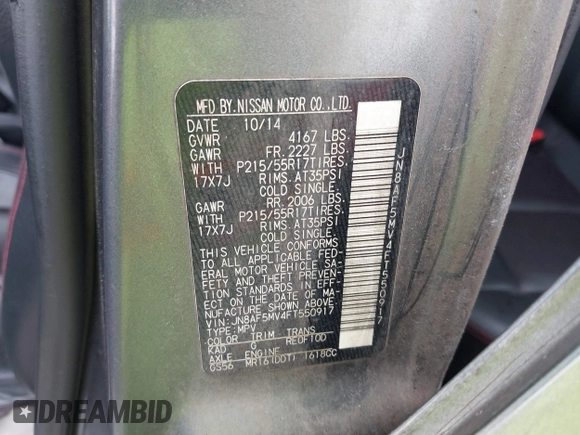 MFD BY. NISSAN MOTOR CO., LTD.
DATE 10/14
GVWR 4167 LBS.
GAWR FR. 2227 LBS.
WITH P215/55R17TIRES.
17X7J RIMS. AT35PSI
COLD SINGLE.
GAWR RR. 2006 LBS.
WITH P215/55R17TIRES.
17X7J RIMS. AT35PSI
COLD SINGLE.
THIS VEHICLE CONFORMS
TO ALL APPLICABLE FED-
ERAL MOTOR VEHICLE SA-
FETY AND THEFT PREVEN-
TION STANDARDS IN EFF-
ECT ON THE DATE OF MA-
NUFACTURE SHOWN ABOVE.
VIN: JN8AF5MV4FT550917
TYPE: MPV
COLOR TRIM TRANS
KAD G RE0F10D
AXLE ENGINE
GS56 MR16(DDT) 1618CC
JN8AF5MV4FT550917
DREAMBID